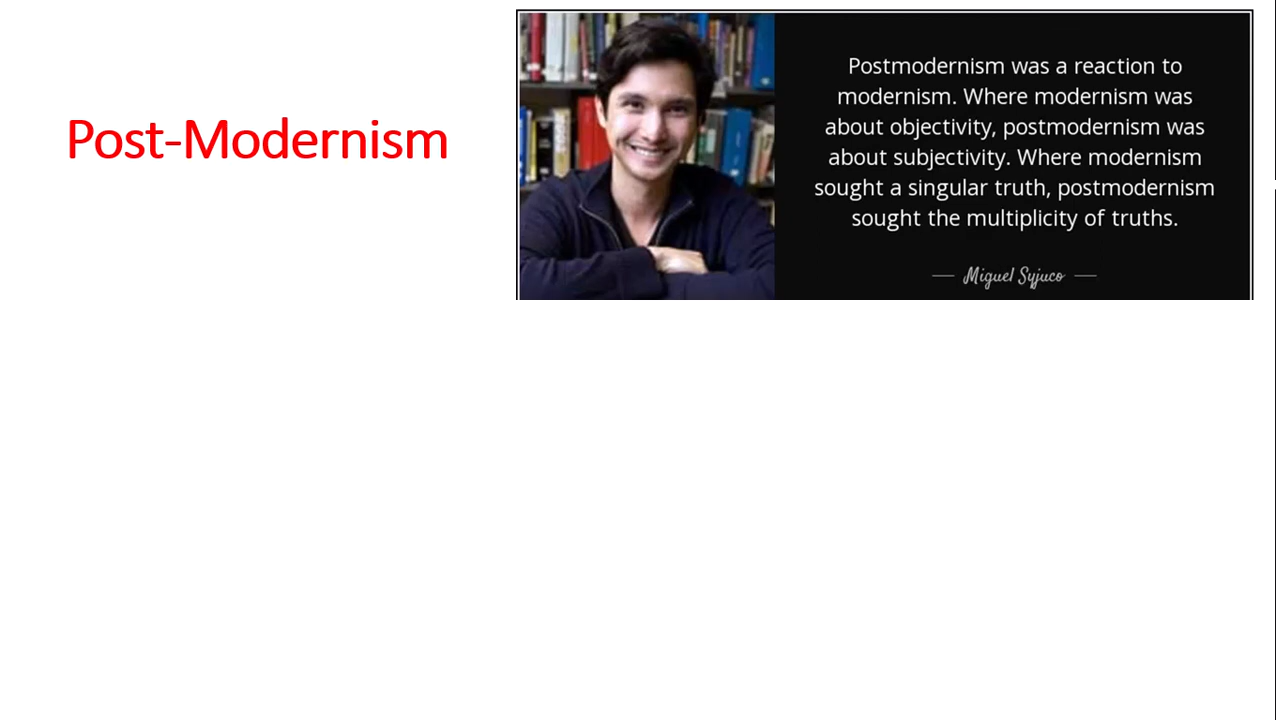 Post-Modernism
Postmodernism was a reaction to
modernism. Where modernism was
about objectivity, postmodernism was
about subjectivity. Where modernism
sought a singular truth, postmodernism
sought the multiplicity of truths.
Miguel Syjuco